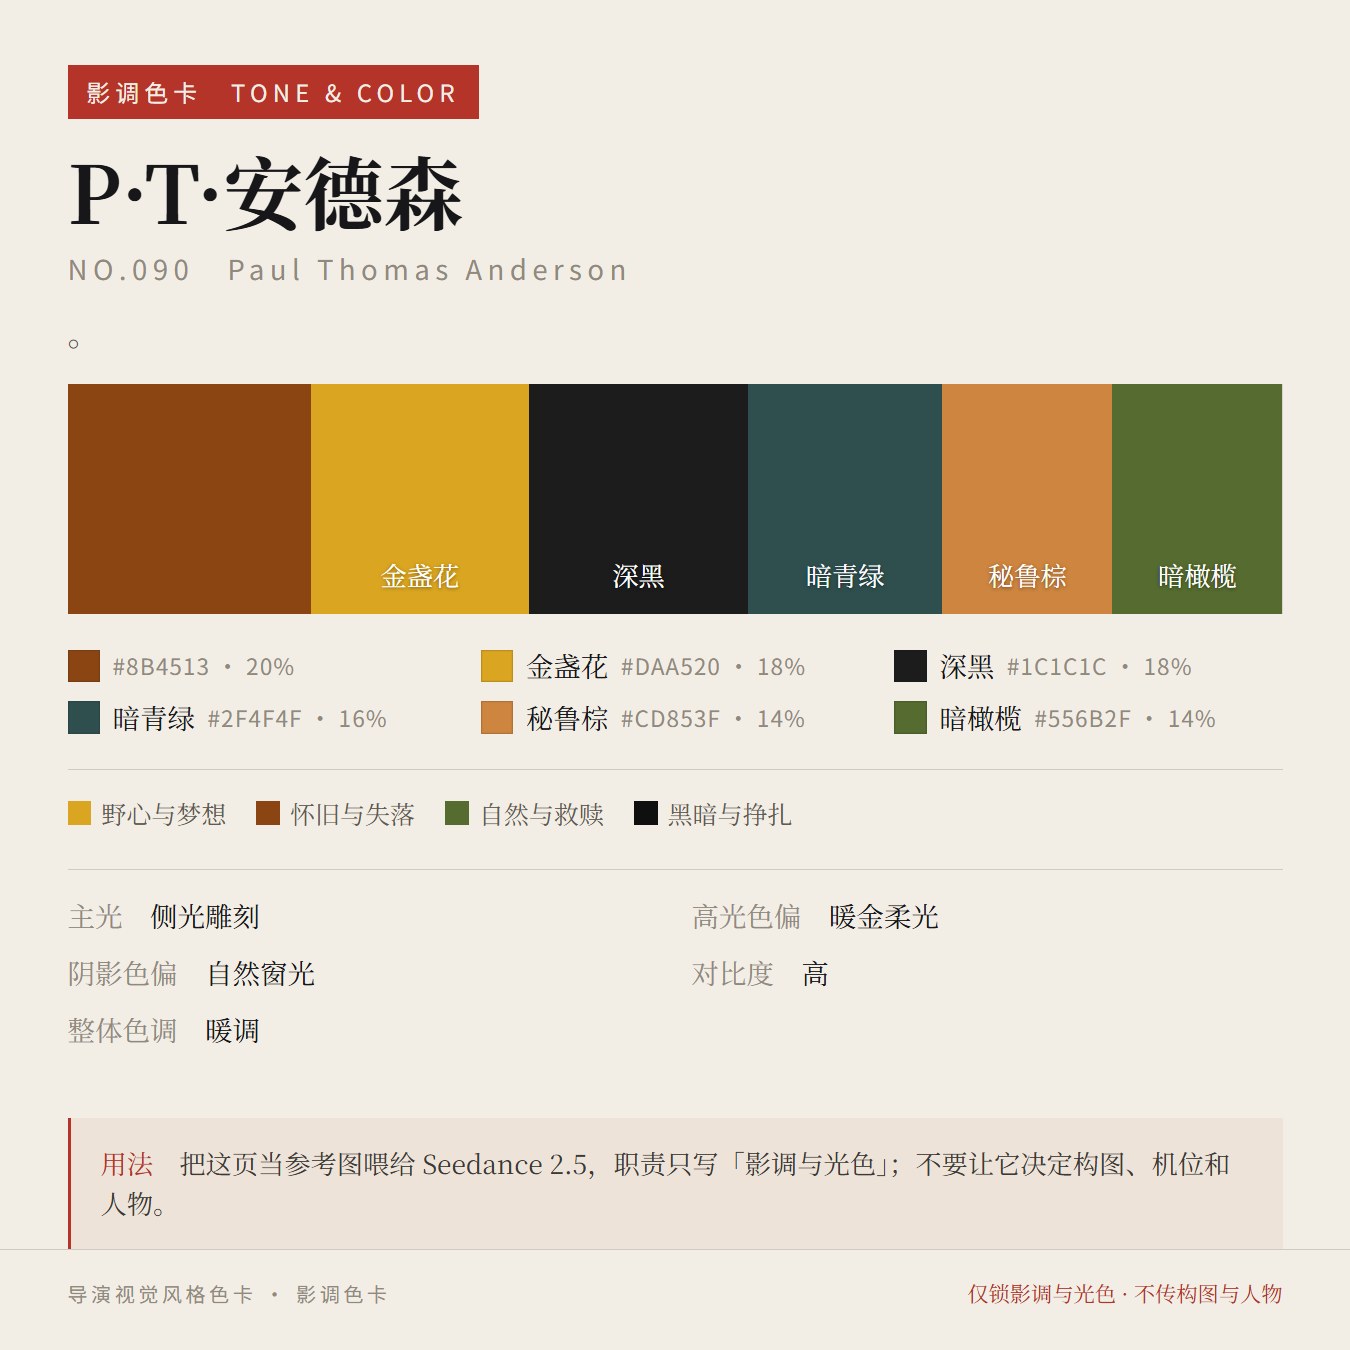 影调色卡 TONE & COLOR
P·T·安德森
NO.090 Paul Thomas Anderson
。
金盏花 深黑 暗青绿 秘鲁棕 暗橄榄
#8B4513 · 20% 金盏花 #DAA520 · 18% 深黑 #1C1C1C · 18%
暗青绿 #2F4F4F · 16% 秘鲁棕 #CD853F · 14% 暗橄榄 #556B2F · 14%
野心与梦想 怀旧与失落 自然与救赎 黑暗与挣扎
主光 侧光雕刻 高光色偏 暖金柔光
阴影色偏 自然窗光 对比度 高
整体色调 暖调
用法 把这页当参考图喂给 Seedance 2.5，职责只写「影调与光色」；不要让它决定构图、机位和
人物。
导演视觉风格色卡 · 影调色卡 仅锁影调与光色 · 不传构图与人物